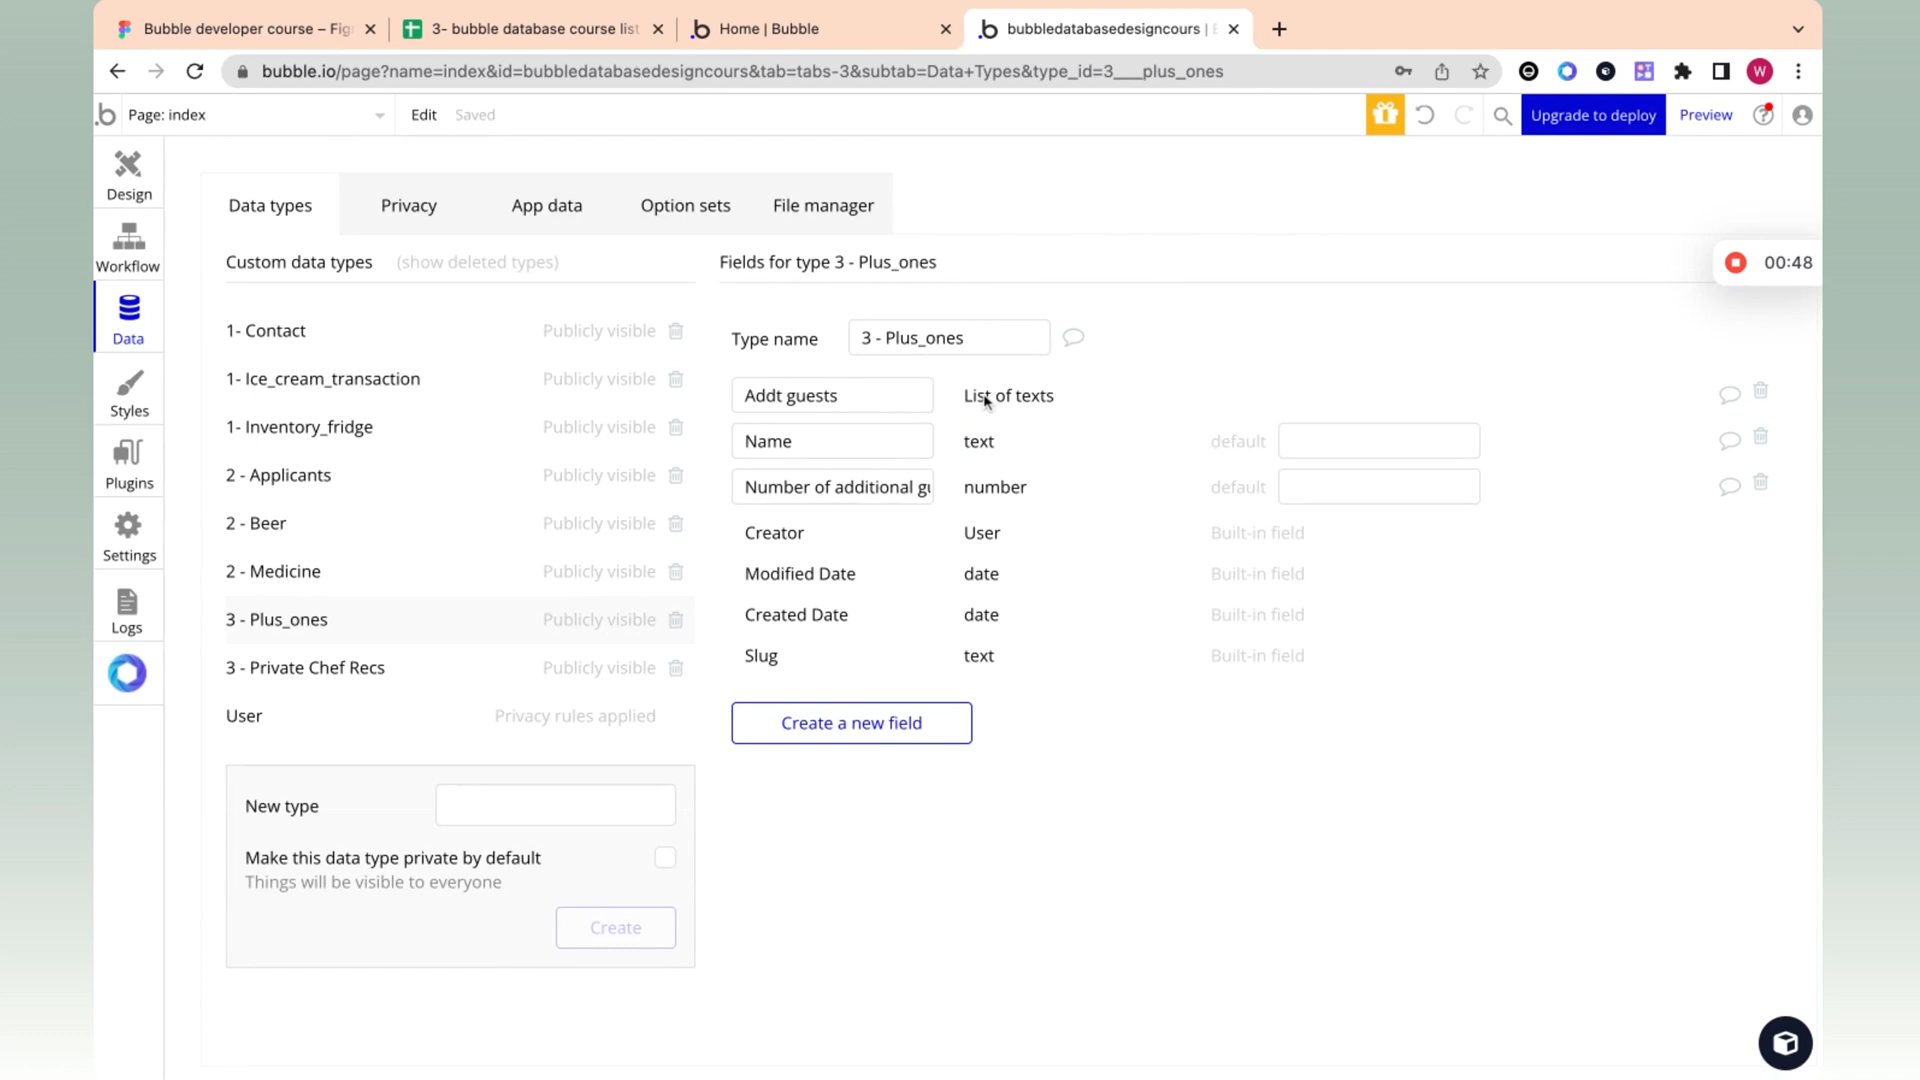 Bubble developer course – Fig
3- bubble database course list
Home | Bubble
bubbledatabasedesigncours |
bubble.io/page?name=index&id=bubbledatabasedesigncours&tab=tabs-3&subtab=Data+Types&type_id=3___plus_ones
W
Page: index
Edit
Saved
Upgrade to deploy
Preview
Design
Workflow
Data
Styles
Plugins
Settings
Logs
Data types
Privacy
App data
Option sets
File manager
Custom data types (show deleted types)
1- Contact Publicly visible
1- Ice_cream_transaction Publicly visible
1- Inventory_fridge Publicly visible
2 - Applicants Publicly visible
2 - Beer Publicly visible
2 - Medicine Publicly visible
3 - Plus_ones Publicly visible
3 - Private Chef Recs Publicly visible
User Privacy rules applied
New type
Make this data type private by default
Things will be visible to everyone
Create
Fields for type 3 - Plus_ones
00:48
Type name 3 - Plus_ones
Addt guests List of texts
Name text default
Number of additional gu number default
Creator User Built-in field
Modified Date date Built-in field
Created Date date Built-in field
Slug text Built-in field
Create a new field